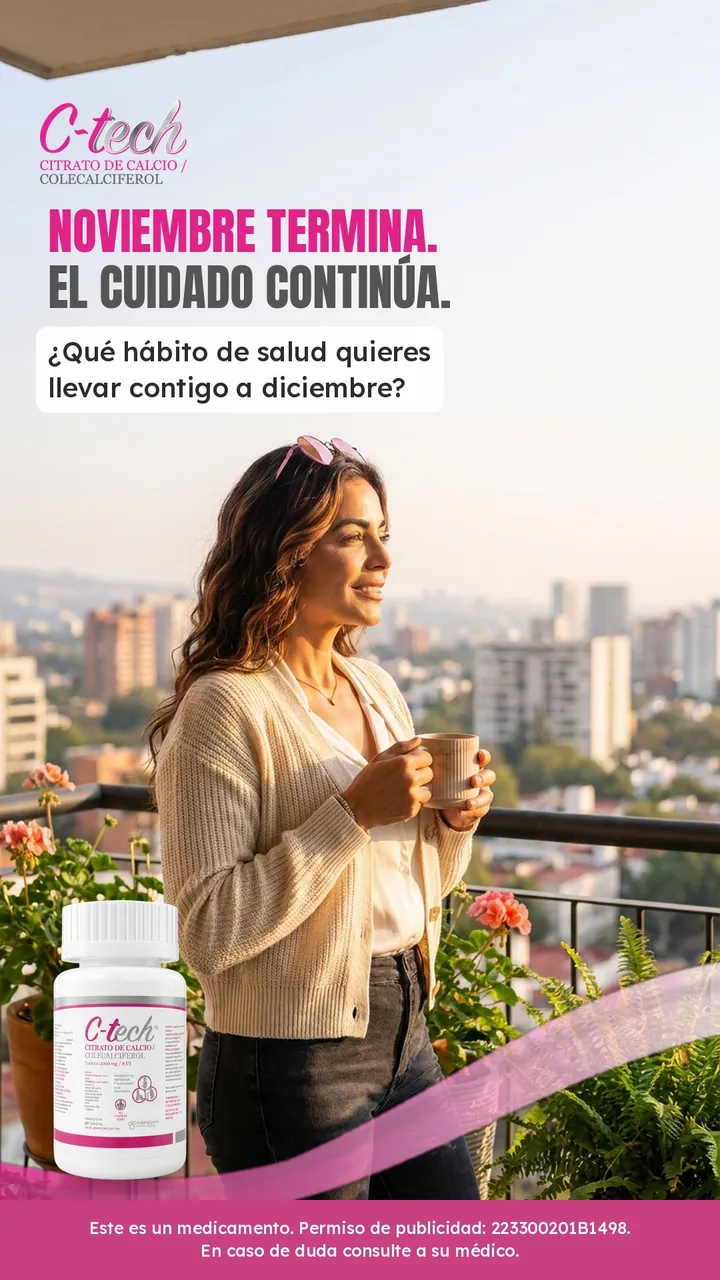 C-tech
CITRATO DE CALCIO /
COLECALCIFEROL
NOVIEMBRE TERMINA.
EL CUIDADO CONTINÚA.
¿Qué hábito de salud quieres
llevar contigo a diciembre?
C-tech
CITRATO DE CALCIO /
COLECALCIFEROL
Este es un medicamento. Permiso de publicidad: 223300201B1498.
En caso de duda consulte a su médico.